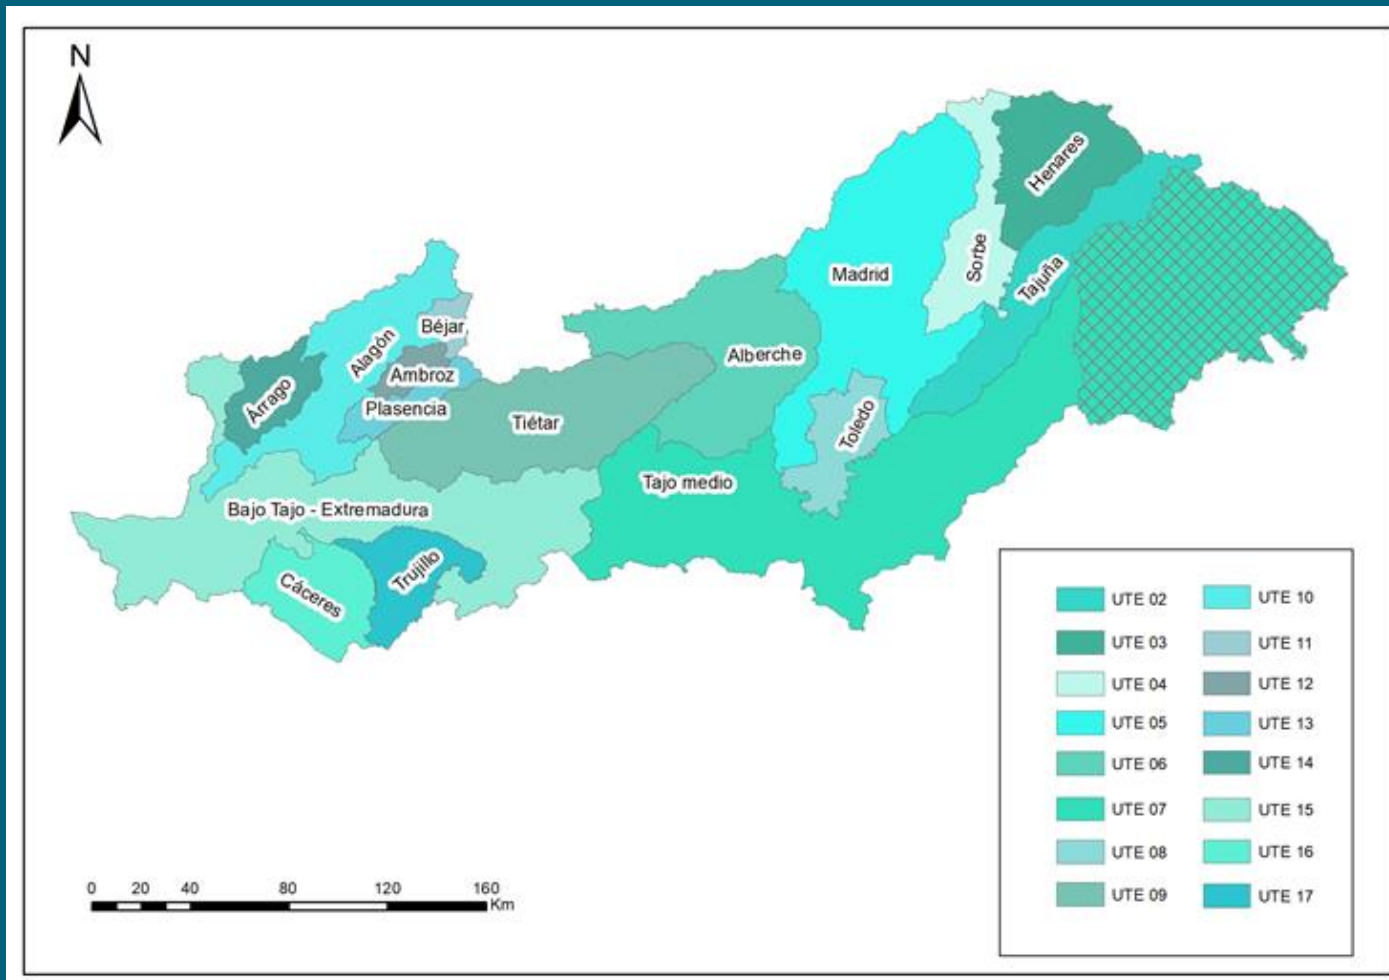 N
Henares
Sorbe
Madrid
Tajuña
Béjar
Alagón
Alberche
Ambroz
Árrago
Plasencia
Tiétar
Toledo
Tajo medio
Bajo Tajo - Extremadura
Trujillo
Cáceres
UTE 02
UTE 03
UTE 04
UTE 05
UTE 06
UTE 07
UTE 08
UTE 09
UTE 10
UTE 11
UTE 12
UTE 13
UTE 14
UTE 15
UTE 16
UTE 17
0 20 40 80 120 160
Km